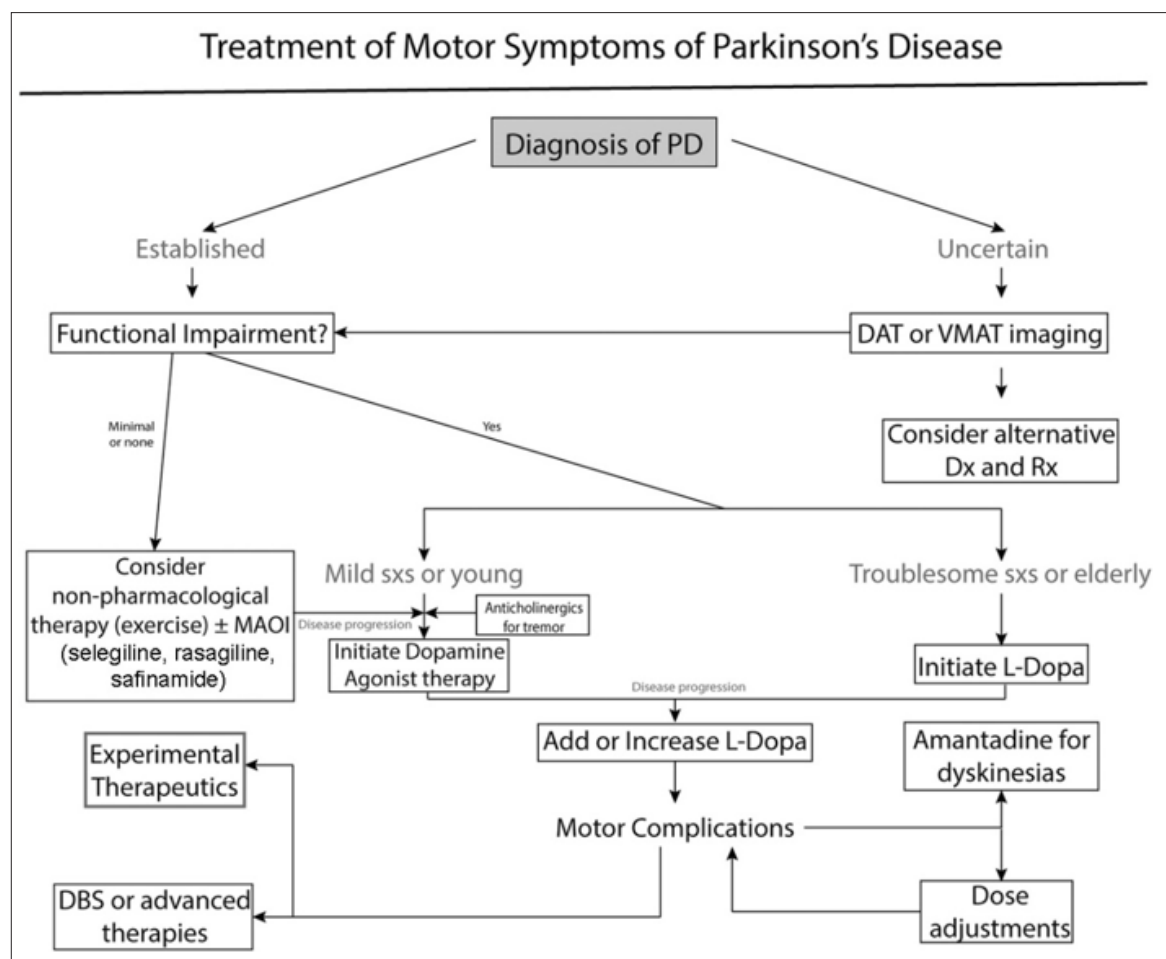 Treatment of Motor Symptoms of Parkinson's Disease
Diagnosis of PD
Established
Uncertain
Functional Impairment?
DAT or VMAT imaging
Minimal
or none
Yes
Consider alternative
Dx and Rx
Consider
non-pharmacological
therapy (exercise) ± MAOI
(selegiline, rasagiline,
safinamide)
Disease progression
Mild sxs or young
Anticholinergics
for tremor
Initiate Dopamine
Agonist therapy
Troublesome sxs or elderly
Initiate L-Dopa
Disease progression
Add or Increase L-Dopa
Experimental
Therapeutics
Amantadine for
dyskinesias
Motor Complications
DBS or advanced
therapies
Dose
adjustments